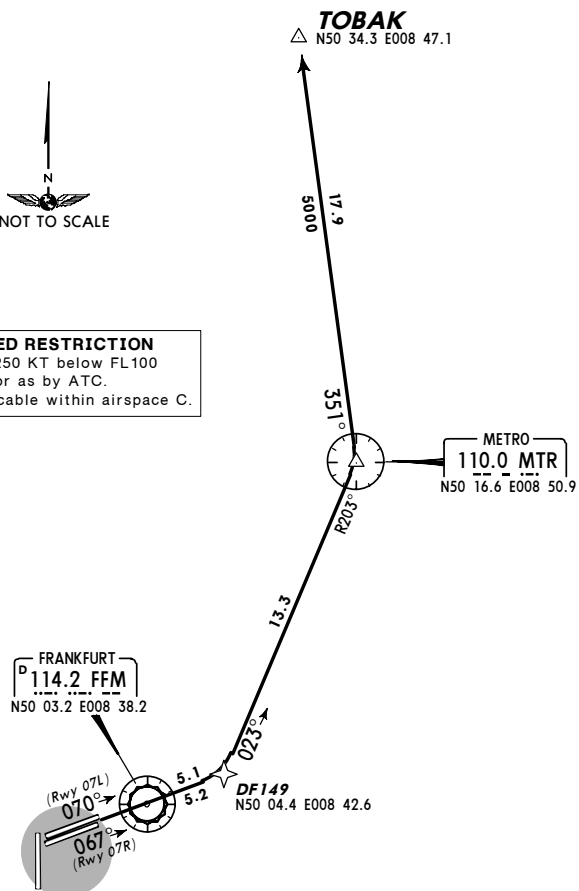 TOBAK
N50 34.3 E008 47.1
N
NOT TO SCALE
17.9
5000
ED RESTRICTION
250 KT below FL100
or as by ATC.
cable within airspace C.
351°
METRO
110.0 MTR
N50 16.6 E008 50.9
R203°
13.3
FRANKFURT
D 114.2 FFM
N50 03.2 E008 38.2
023°
5.1
5.2
DF149
N50 04.4 E008 42.6
(Rwy 07L)
070°
067°
(Rwy 07R)